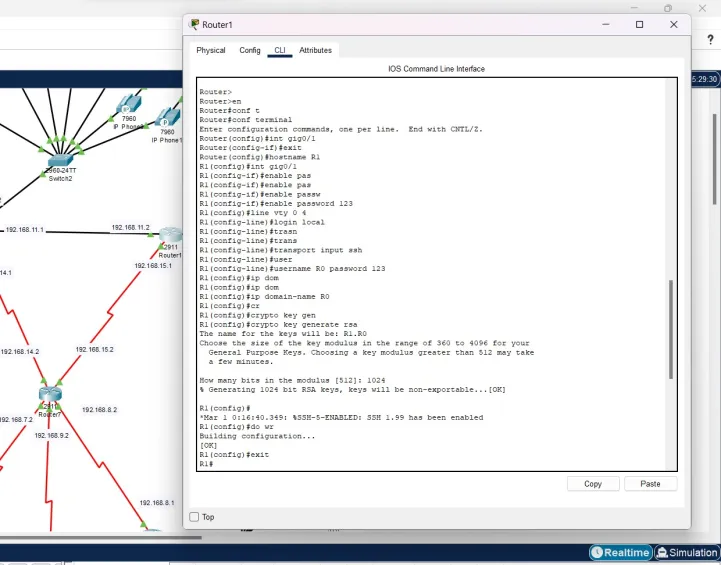 Router1
Physical Config CLI Attributes
IOS Command Line Interface
Router>
Router>en
Router#conf t
Router#conf terminal
Enter configuration commands, one per line. End with CNTL/Z.
Router(config)#int gig0/1
Router(config-if)#exit
Router(config)#hostname R1
R1(config)#int gig0/1
R1(config-if)#enable pas
R1(config-if)#enable pas
R1(config-if)#enable passw
R1(config-if)#enable password 123
R1(config)#line vty 0 4
R1(config-line)#login local
R1(config-line)#trasn
R1(config-line)#trans
R1(config-line)#transport input ssh
R1(config-line)#user
R1(config-line)#username R0 password 123
R1(config)#ip dom
R1(config)#ip dom
R1(config)#ip domain-name R0
R1(config)#cr
R1(config)#crypto key gen
R1(config)#crypto key generate rsa
The name for the keys will be: R1.R0
Choose the size of the key modulus in the range of 360 to 4096 for your
General Purpose Keys. Choosing a key modulus greater than 512 may take
a few minutes.
How many bits in the modulus [512]: 1024
% Generating 1024 bit RSA keys, keys will be non-exportable...[OK]
R1(config)#
*Mar 1 0:16:40.349: %SSH-5-ENABLED: SSH 1.99 has been enabled
R1(config)#do wr
Building configuration...
[OK]
R1(config)#exit
R1#
Copy Paste
Top
?
5:29:30
7960
IP Phone
7960
IP Phone1
2960-24TT
Switch2
192.168.11.1
192.168.11.2
2911
Router1
192.168.15.1
14.1
192.168.14.2
192.168.15.2
2911
Router7
192.168.8.2
92.168.7.2
192.168.9.2
192.168.8.1
Realtime Simulation